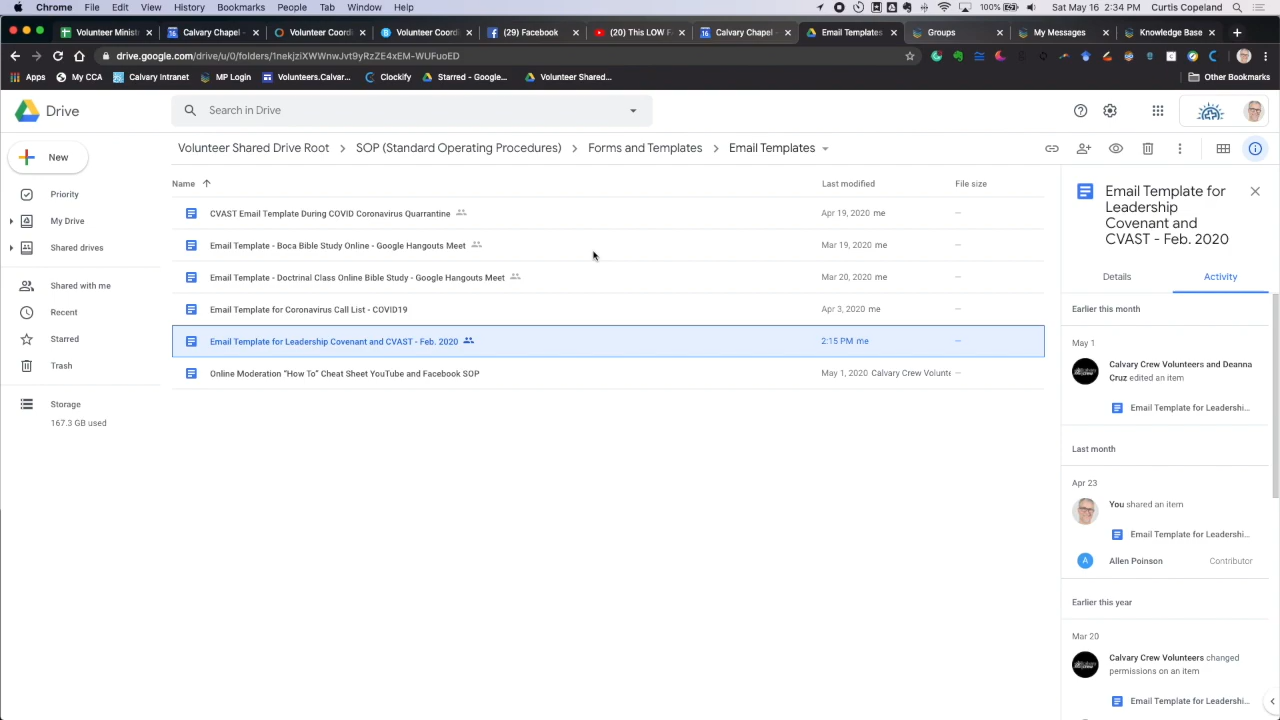 Chrome File Edit View History Bookmarks People Tab Window Help 100% Sat May 16 2:34 PM Curtis Copeland
Volunteer Minist Calvary Chapel - Volunteer Coordi Volunteer Coordi (20) Facebook (20) This LOW F Calvary Chapel - Email Templates Groups My Messages Knowledge Base
drive.google.com/drive/u/0/folders/1nekjziXWWnwJvt9yRzZE4xEM-WUFuoED
Apps My CCA Calvary Intranet MP Login Volunteers.Calvar... Clockify Starred - Google... Volunteer Shared... Other Bookmarks
Drive
Search in Drive
New
Volunteer Shared Drive Root > SOP (Standard Operating Procedures) > Forms and Templates > Email Templates
Priority
My Drive
Shared drives
Shared with me
Recent
Starred
Trash
Storage
167.3 GB used
Name Last modified File size
CVAST Email Template During COVID Coronavirus Quarrantine Apr 19, 2020 me —
Email Template - Boca Bible Study Online - Google Hangouts Meet Mar 19, 2020 me —
Email Template - Doctrinal Class Online Bible Study - Google Hangouts Meet Mar 20, 2020 me —
Email Template for Coronavirus Call List - COVID19 Apr 3, 2020 me —
Email Template for Leadership Covenant and CVAST - Feb. 2020 2:15 PM me —
Online Moderation “How To” Cheat Sheet YouTube and Facebook SOP May 1, 2020 Calvary Crew Volunte —
Email Template for
Leadership
Covenant and
CVAST - Feb. 2020
Details Activity
Earlier this month
May 1
Calvary Crew Volunteers and Deanna
Cruz edited an item
Email Template for Leadershi...
Last month
Apr 23
You shared an item
Email Template for Leadershi...
A Allen Poinson Contributor
Earlier this year
Mar 20
Calvary Crew Volunteers changed
permissions on an item
Email Template for Leadershi...